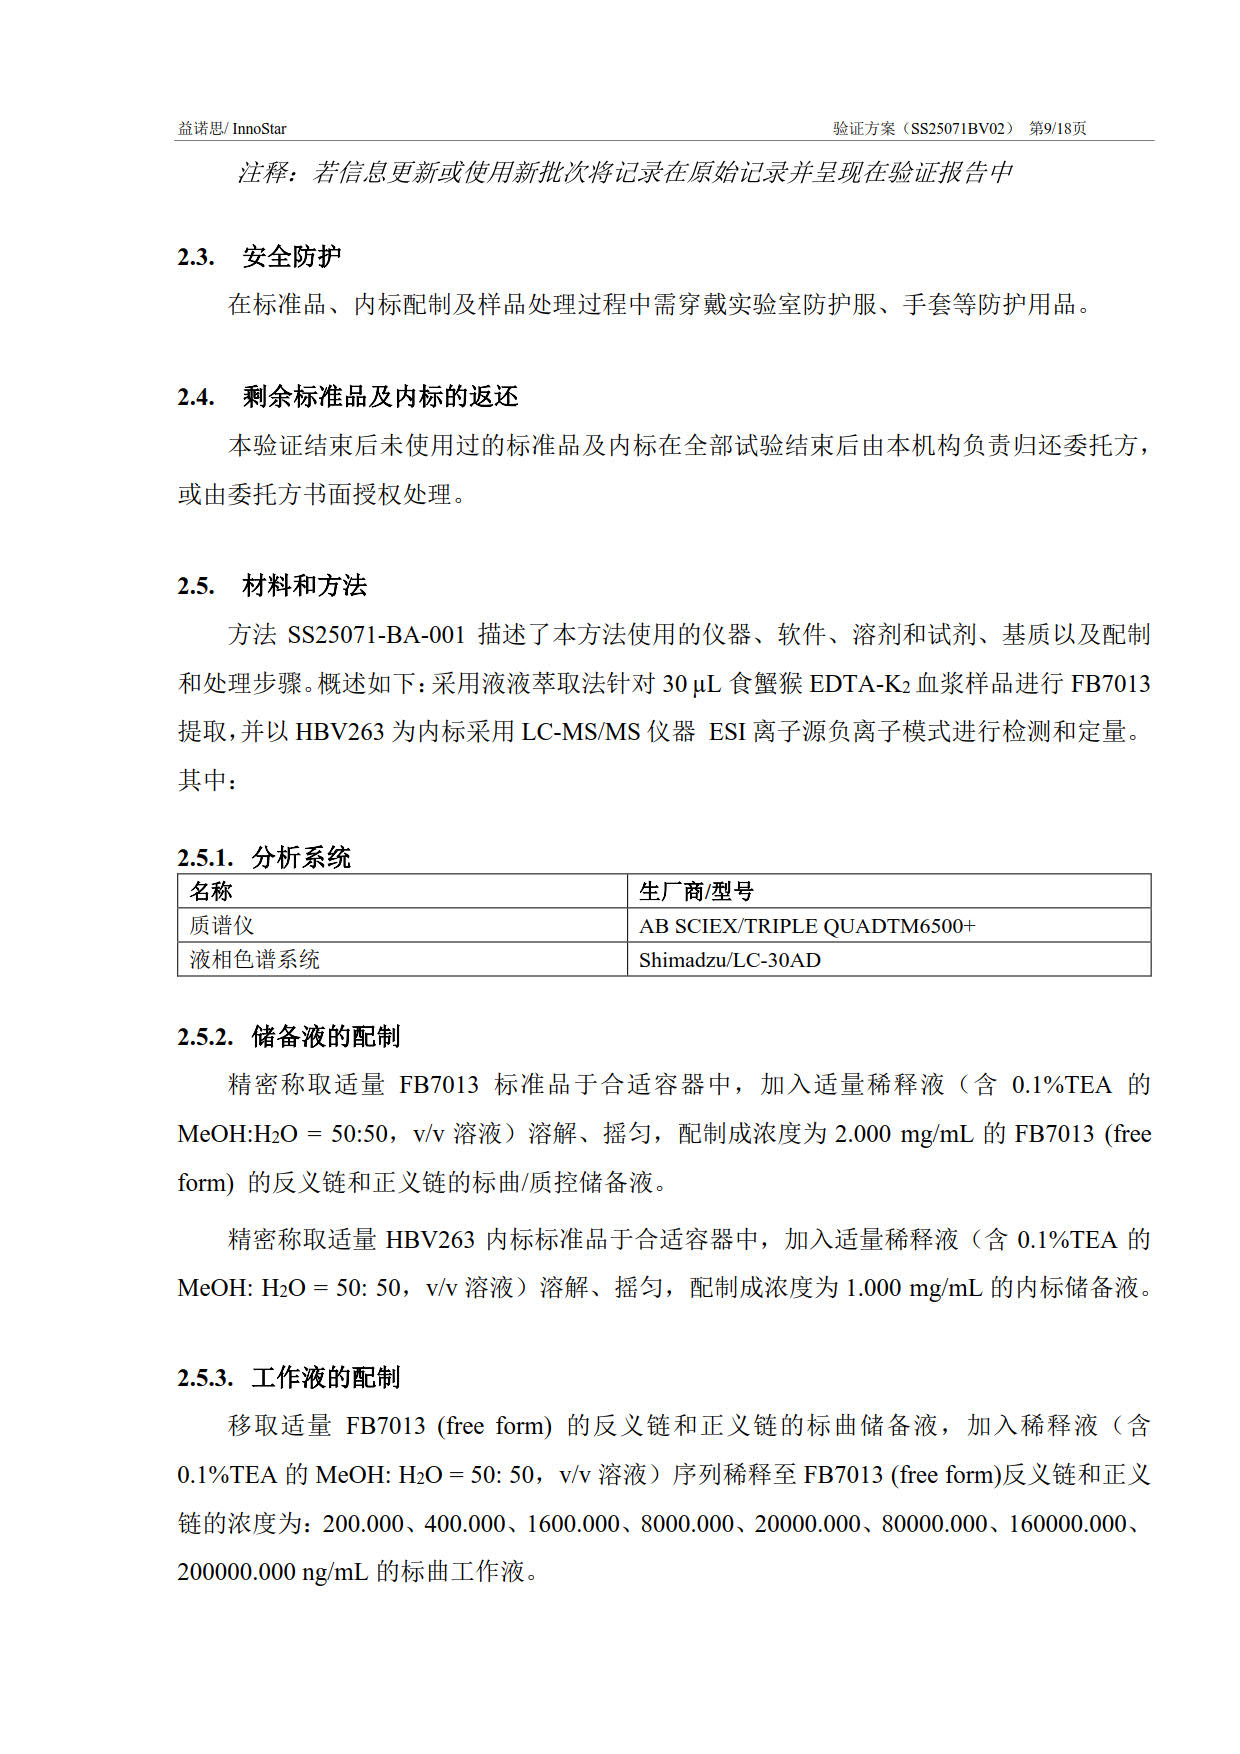 益诺思/ InnoStar 验证方案（SS25071BV02） 第9/18页
注释：若信息更新或使用新批次将记录在原始记录并呈现在验证报告中
2.3. 安全防护
在标准品、内标配制及样品处理过程中需穿戴实验室防护服、手套等防护用品。
2.4. 剩余标准品及内标的返还
本验证结束后未使用过的标准品及内标在全部试验结束后由本机构负责归还委托方，
或由委托方书面授权处理。
2.5. 材料和方法
方法 SS25071-BA-001 描述了本方法使用的仪器、软件、溶剂和试剂、基质以及配制
和处理步骤。概述如下：采用液液萃取法针对 30 µL 食蟹猴 EDTA-K2 血浆样品进行 FB7013
提取，并以 HBV263 为内标采用 LC-MS/MS 仪器 ESI 离子源负离子模式进行检测和定量。
其中：
2.5.1. 分析系统
名称 生厂商/型号
质谱仪 AB SCIEX/TRIPLE QUADTM6500+
液相色谱系统 Shimadzu/LC-30AD
2.5.2. 储备液的配制
精密称取适量 FB7013 标准品于合适容器中，加入适量稀释液（含 0.1%TEA 的
MeOH:H2O = 50:50，v/v 溶液）溶解、摇匀，配制成浓度为 2.000 mg/mL 的 FB7013 (free
form) 的反义链和正义链的标曲/质控储备液。
精密称取适量 HBV263 内标标准品于合适容器中，加入适量稀释液（含 0.1%TEA 的
MeOH: H2O = 50: 50，v/v 溶液）溶解、摇匀，配制成浓度为 1.000 mg/mL 的内标储备液。
2.5.3. 工作液的配制
移取适量 FB7013 (free form) 的反义链和正义链的标曲储备液，加入稀释液（含
0.1%TEA 的 MeOH: H2O = 50: 50，v/v 溶液）序列稀释至 FB7013 (free form)反义链和正义
链的浓度为：200.000、400.000、1600.000、8000.000、20000.000、80000.000、160000.000、
200000.000 ng/mL 的标曲工作液。